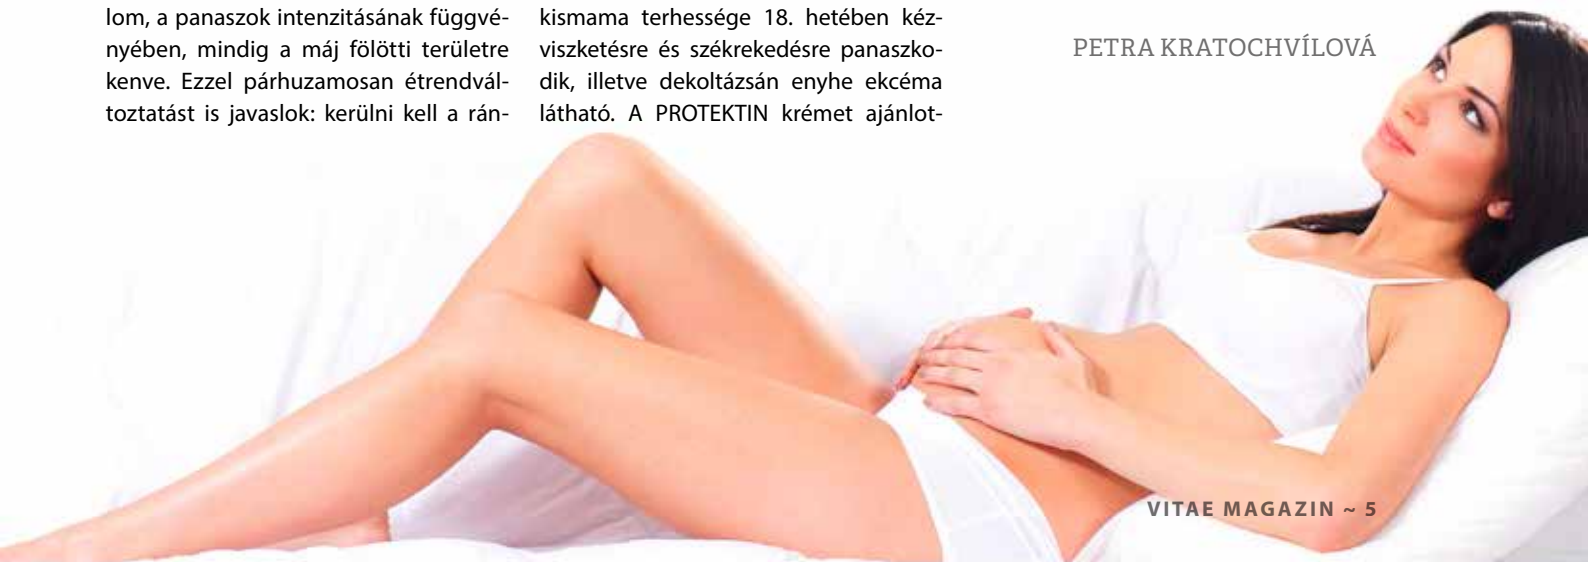 lom, a panaszok intenzitásának függvé-
nyében, mindig a máj fölötti területre
kenve. Ezzel párhuzamosan étrendvál-
toztatást is javaslok: kerülni kell a rán-
kismama terhessége 18. hetében kéz-
viszketésre és székrekedésre panaszko-
dik, illetve dekoltázsán enyhe ekcéma
látható. A PROTEKTIN krémet ajánlot-
PETRA KRATOCHVÍLOVÁ
VITAE MAGAZIN ~ 5